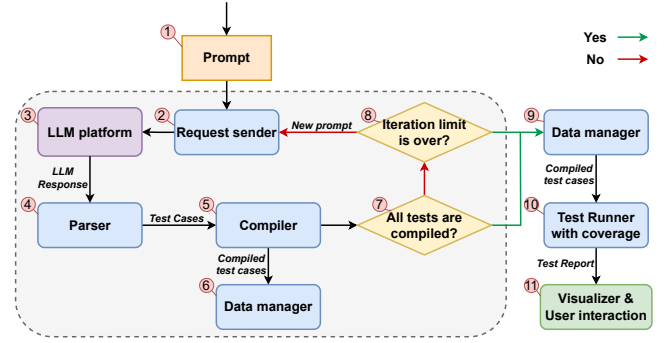 1
Prompt
Yes
No
3
LLM platform
2
Request sender
New prompt
8
Iteration limit
is over?
9
Data manager
LLM
Response
Compiled
test cases
4
Parser
Test Cases
5
Compiler
7
All tests are
compiled?
10
Test Runner
with coverage
Compiled
test cases
Test Report
6
Data manager
11
Visualizer &
User interaction